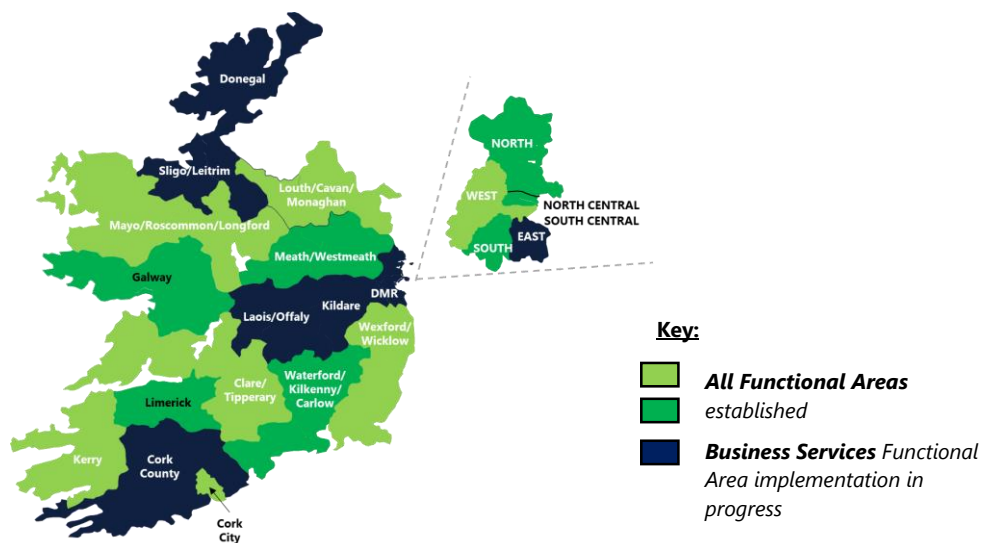 Donegal
Sligo/Leitrim
Louth/Cavan/
Monaghan
Mayo/Roscommon/Longford
Meath/Westmeath
Galway
DMR
Kildare
Laois/Offaly
Wexford/
Wicklow
Clare/
Tipperary
Waterford/
Kilkenny/
Carlow
Limerick
Kerry
Cork
County
Cork
City
NORTH
WEST
NORTH CENTRAL
SOUTH CENTRAL
EAST
SOUTH
Key:
All Functional Areas
established
Business Services Functional
Area implementation in
progress